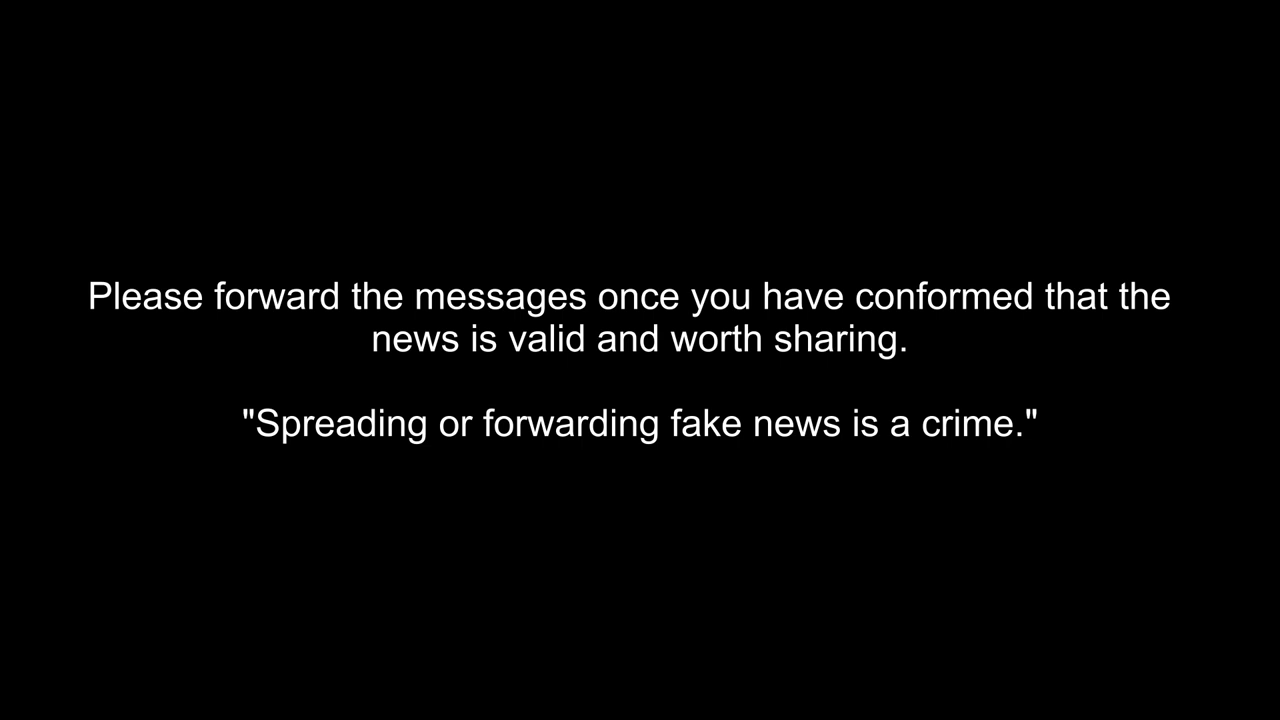 Please forward the messages once you have conformed that the
news is valid and worth sharing.
"Spreading or forwarding fake news is a crime."